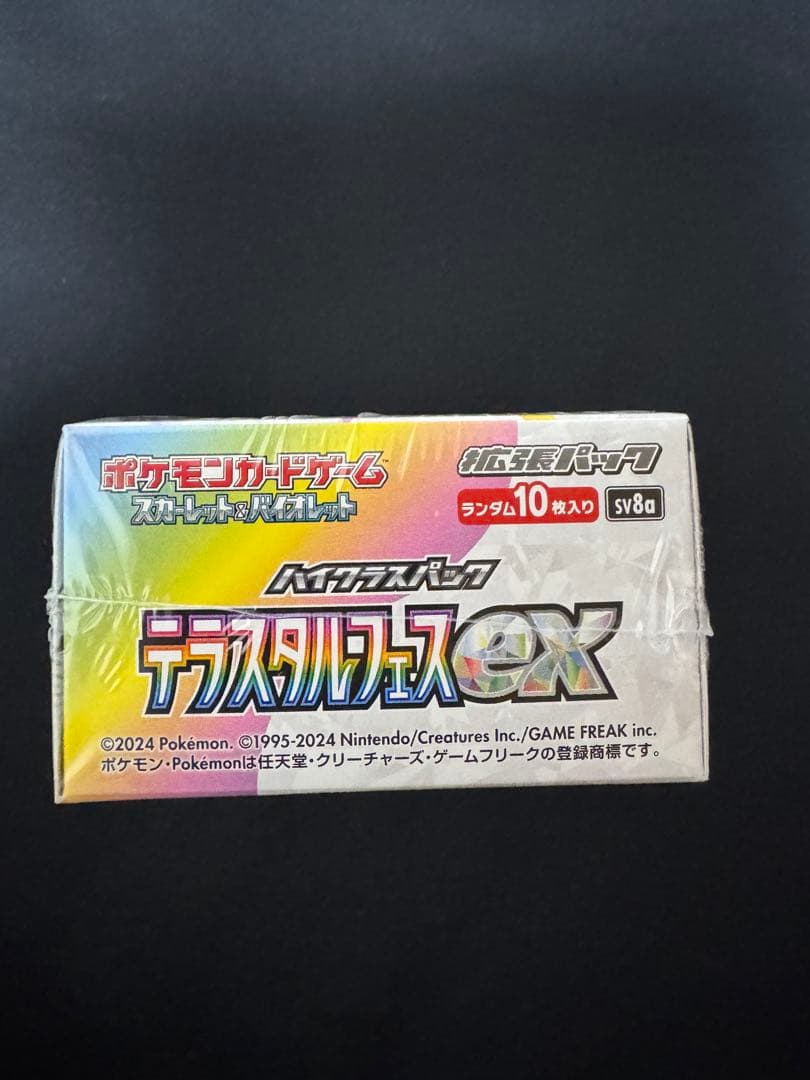 ポケモンカードゲーム™
スカーレット&バイオレット
拡張パック
ランダム10枚入り
SV8a
ハイクラスパック
テラスタルフェスex
©2024 Pokémon. ©1995-2024 Nintendo/Creatures Inc./GAME FREAK inc.
ポケモン・Pokémonは任天堂・クリーチャーズ・ゲームフリークの登録商標です。